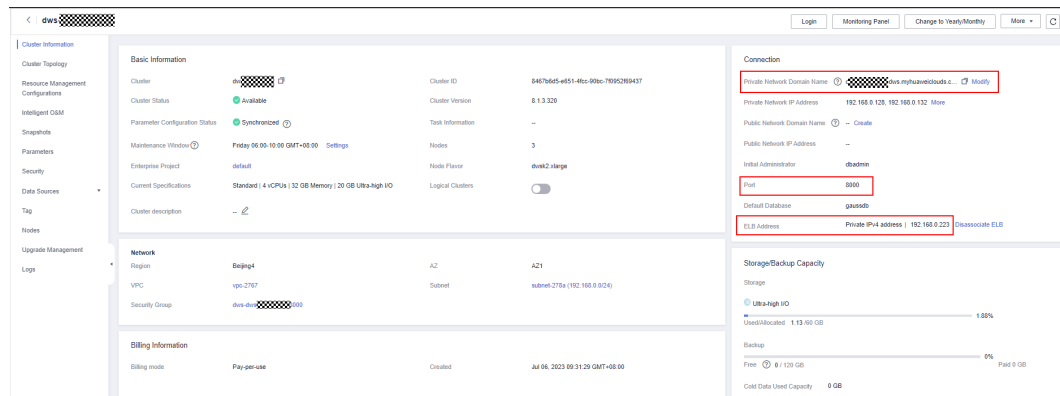 dws
Login
Monitoring Panel
Change to Yearly/Monthly
More
Cluster Information
Cluster Topology
Resource Management
Configurations
Intelligent O&M
Snapshots
Parameters
Security
Data Sources
Tag
Nodes
Upgrade Management
Logs
Basic Information
Cluster
Cluster ID 8467b8d5-e651-4fcc-90bc-7f0952f69437
Cluster Status Available
Cluster Version 8.1.3.320
Parameter Configuration Status Synchronized
Task Information --
Maintenance Window Friday 06:00-10:00 GMT+08:00 Settings
Nodes 3
Enterprise Project default
Node Flavor dwsk2.xlarge
Current Specifications Standard | 4 vCPUs | 32 GB Memory | 20 GB Ultra-high I/O
Logical Clusters
Cluster description --
Network
Region Beijing4
AZ AZ1
VPC vpc-2767
Subnet subnet-278a (192.168.0.0/24)
Security Group
Billing Information
Billing mode Pay-per-use
Created Jul 06, 2023 09:31:29 GMT+08:00
Connection
Private Network Domain Name dws.myhuaweiclouds.c... Modify
Private Network IP Address 192.168.0.128, 192.168.0.132 More
Public Network Domain Name -- Create
Public Network IP Address --
Initial Administrator dbadmin
Port 8000
Default Database gaussdb
ELB Address Private IPv4 address | 192.168.0.223 Disassociate ELB
Storage/Backup Capacity
Storage
Ultra-high I/O
1.88%
Used/Allocated 1.13 /60 GB
Backup
0%
Free 0 / 120 GB Paid 0 GB
Cold Data Used Capacity 0 GB